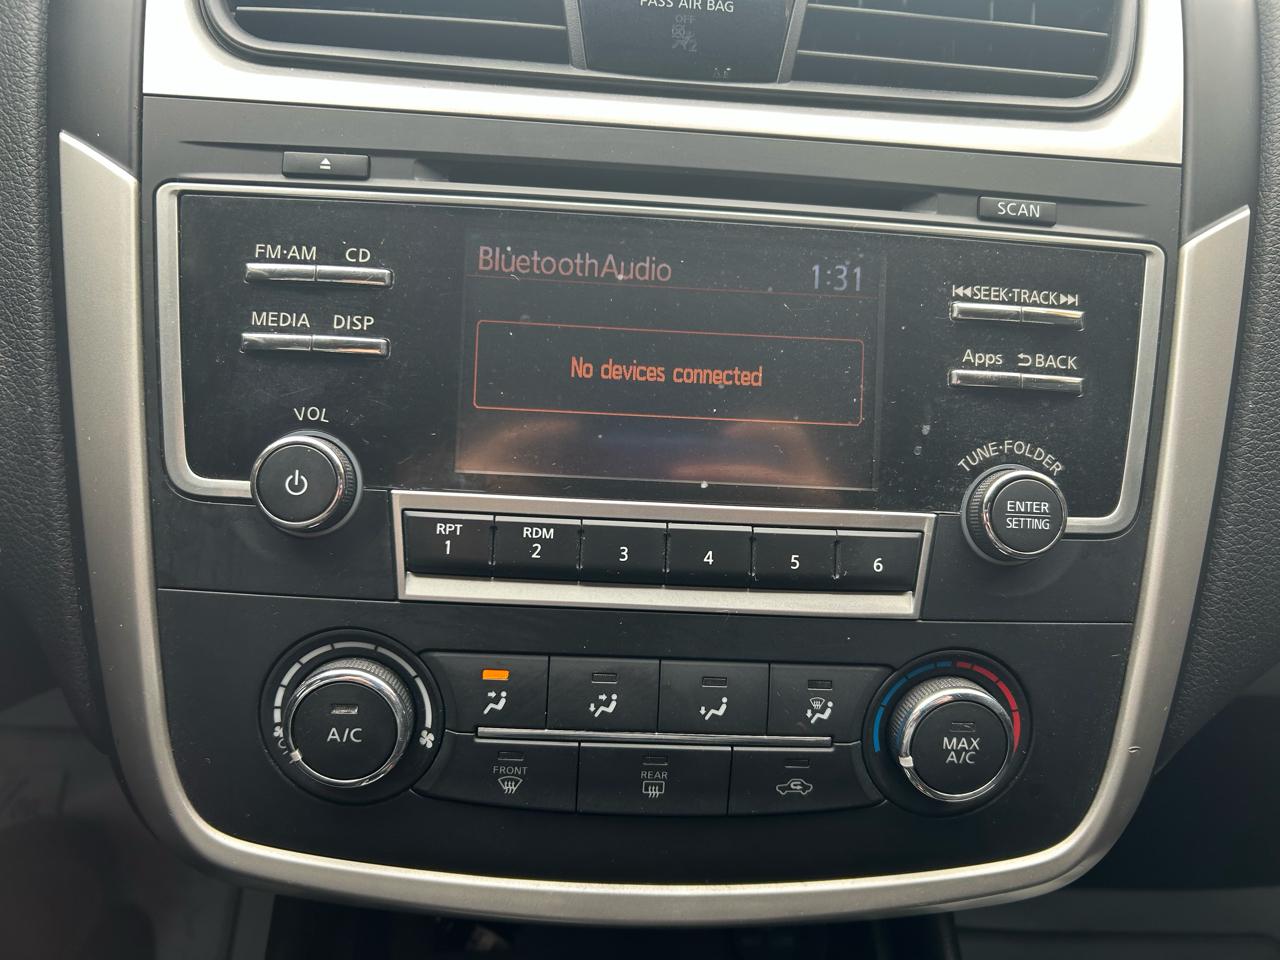 PASS AIR BAG
OFF
2
SCAN
FM·AM CD
BluetoothAudio 1:31
SEEK·TRACK
MEDIA DISP
No devices connected
Apps BACK
VOL
TUNE·FOLDER
ENTER
SETTING
RPT
1
RDM
2
3
4
5
6
A/C
MAX
A/C
FRONT
REAR